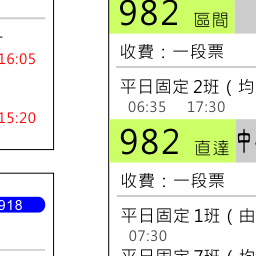 16:05
15:20
918
982 區間
收費：一段票
平日固定2班（均
06:35 17:30
982 直達 中
收費：一段票
平日固定1班（由
07:30
平日固定7班（均